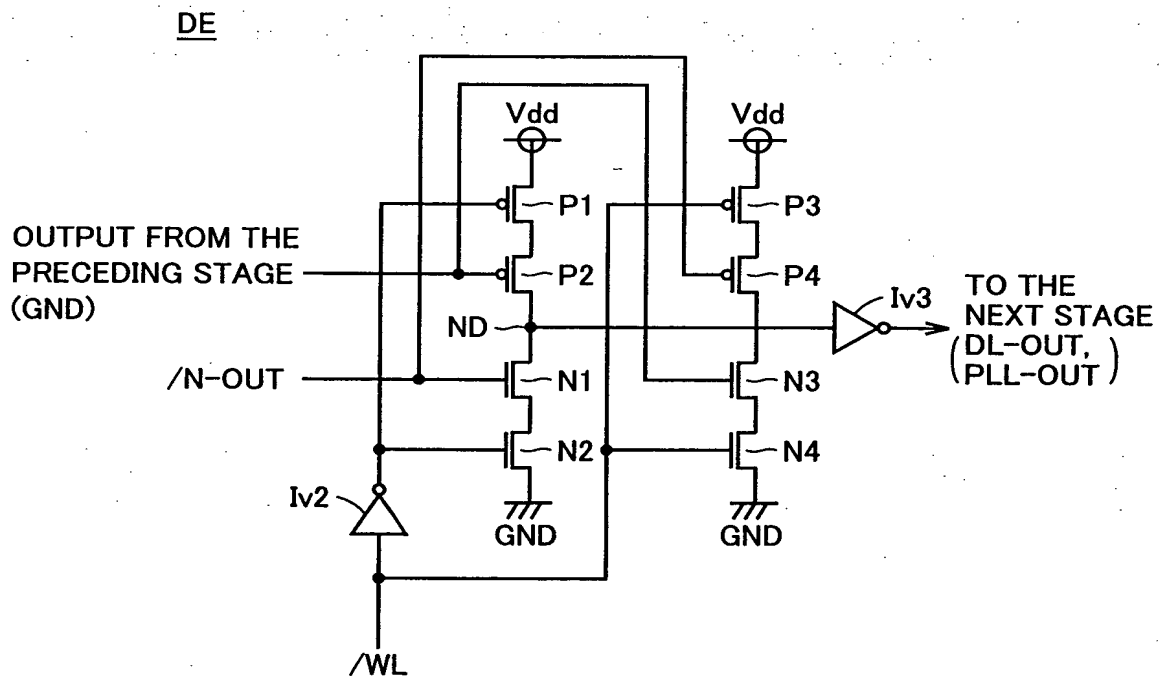 DE
Vdd
Vdd
P1
P3
OUTPUT FROM THE
PRECEDING STAGE
(GND)
P2
P4
Iv3
TO THE
NEXT STAGE
(DL-OUT,
PLL-OUT)
ND
/N-OUT
N1
N3
N2
N4
Iv2
GND
GND
/WL